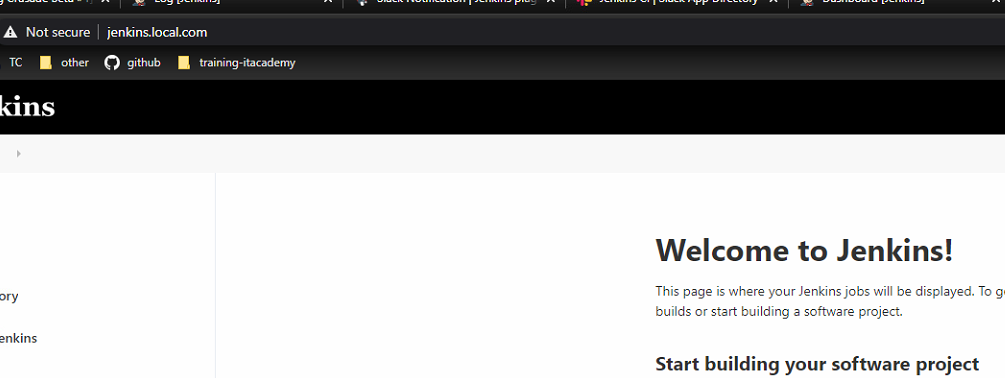 Log [Jenkins]
Slack Notification | Jenkins plug
Jenkins CI | Slack App Directory
Dashboard [Jenkins]
Not secure | jenkins.local.com
TC other github training-itacademy
kins
Welcome to Jenkins!
This page is where your Jenkins jobs will be displayed. To g
builds or start building a software project.
ory
enkins
Start building your software project